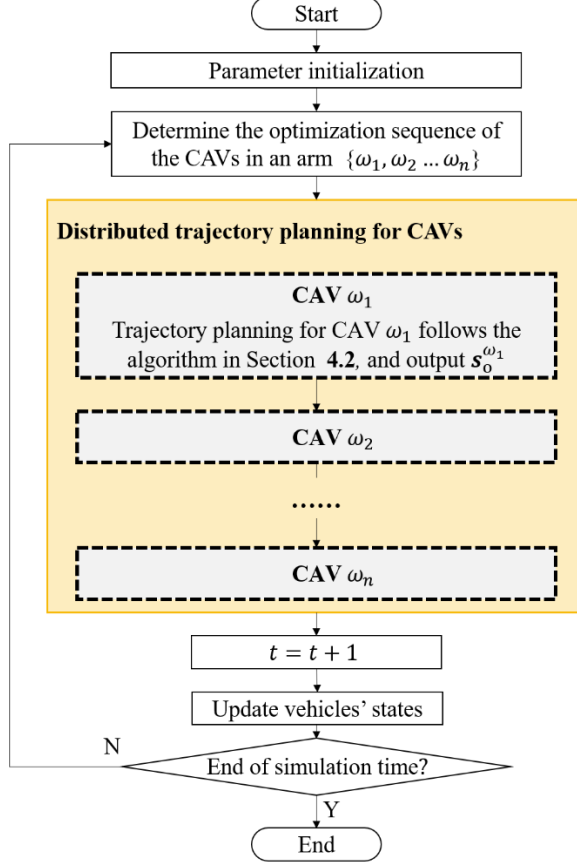 Start
Parameter initialization
Determine the optimization sequence of
the CAVs in an arm {ω₁, ω₂ … ωₙ}
Distributed trajectory planning for CAVs
CAV ω₁
Trajectory planning for CAV ω₁ follows the
algorithm in Section 4.2, and output sₒ^ω₁
CAV ω₂
……
CAV ωₙ
t = t + 1
Update vehicles’ states
N
End of simulation time?
Y
End